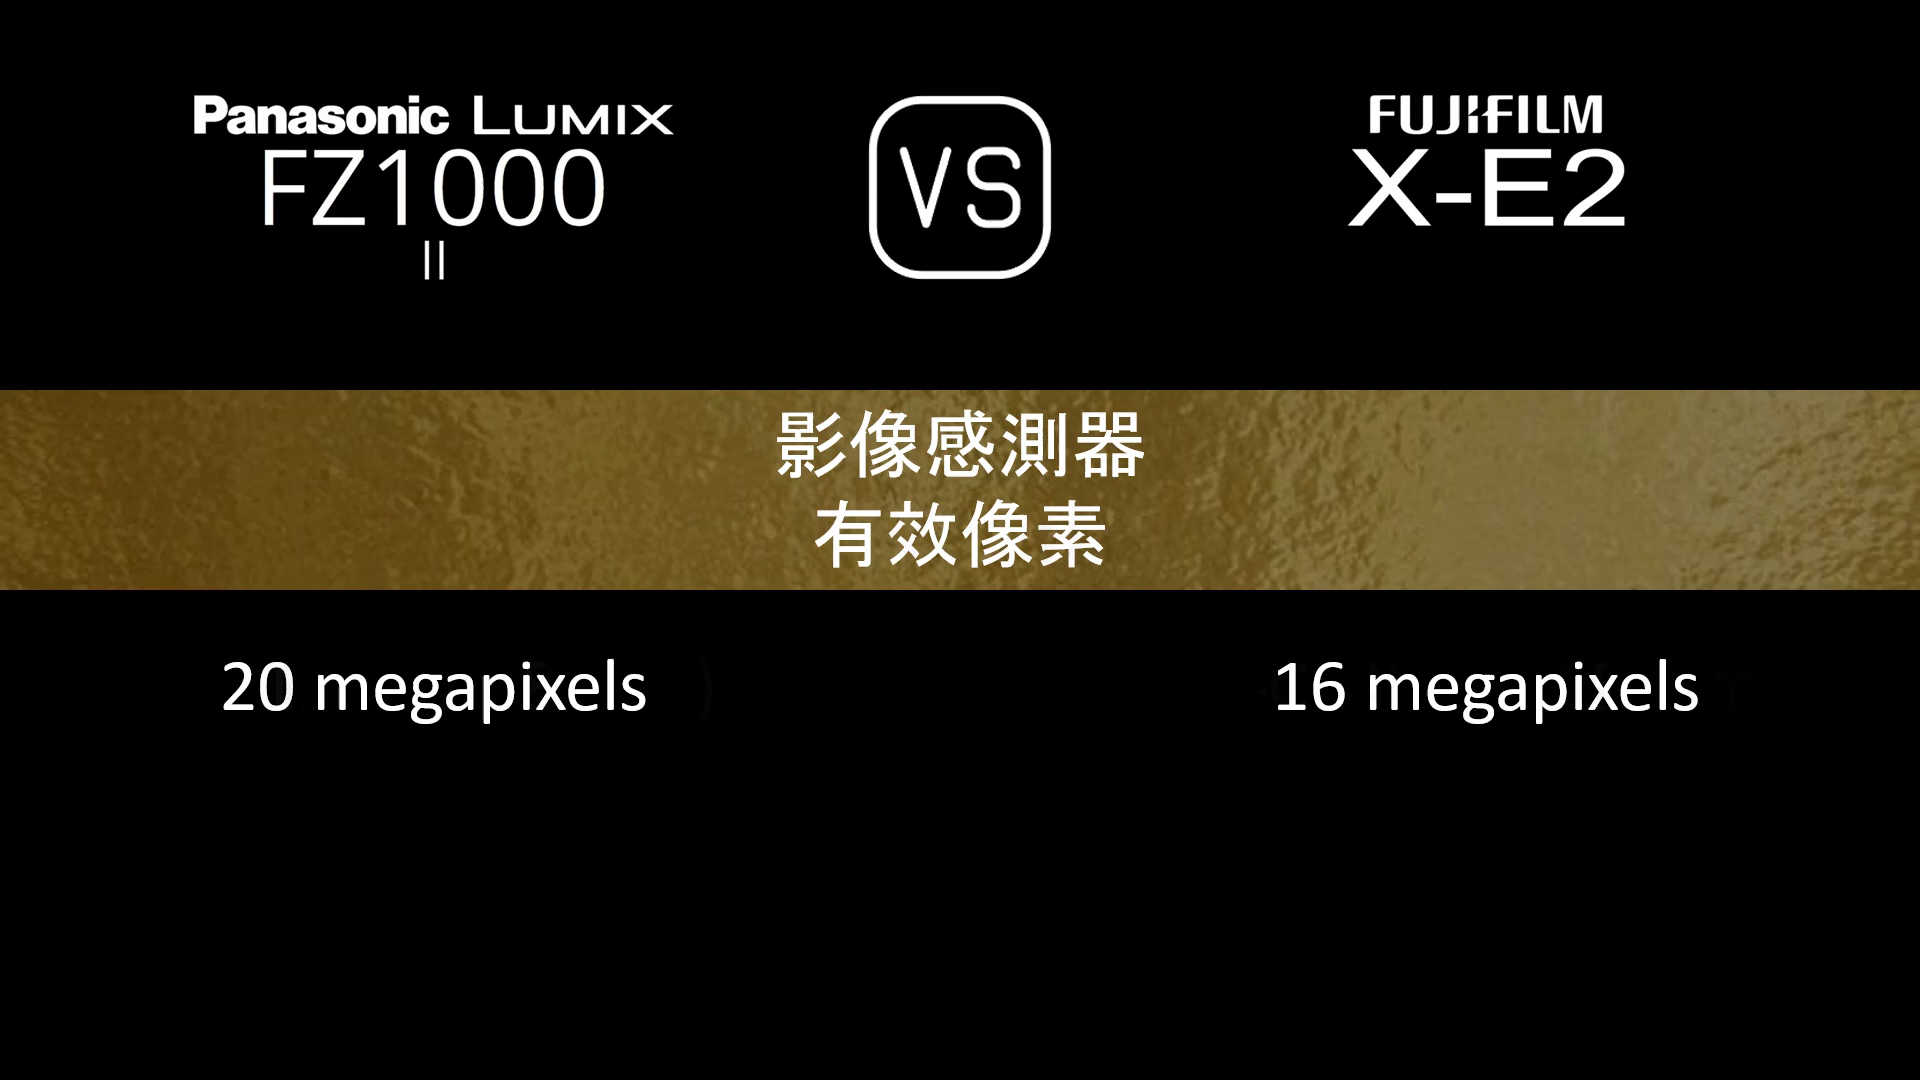 Panasonic LUMIX
FZ1000
II
VS
FUJIFILM
X-E2
影像感測器
有效像素
20 megapixels
16 megapixels